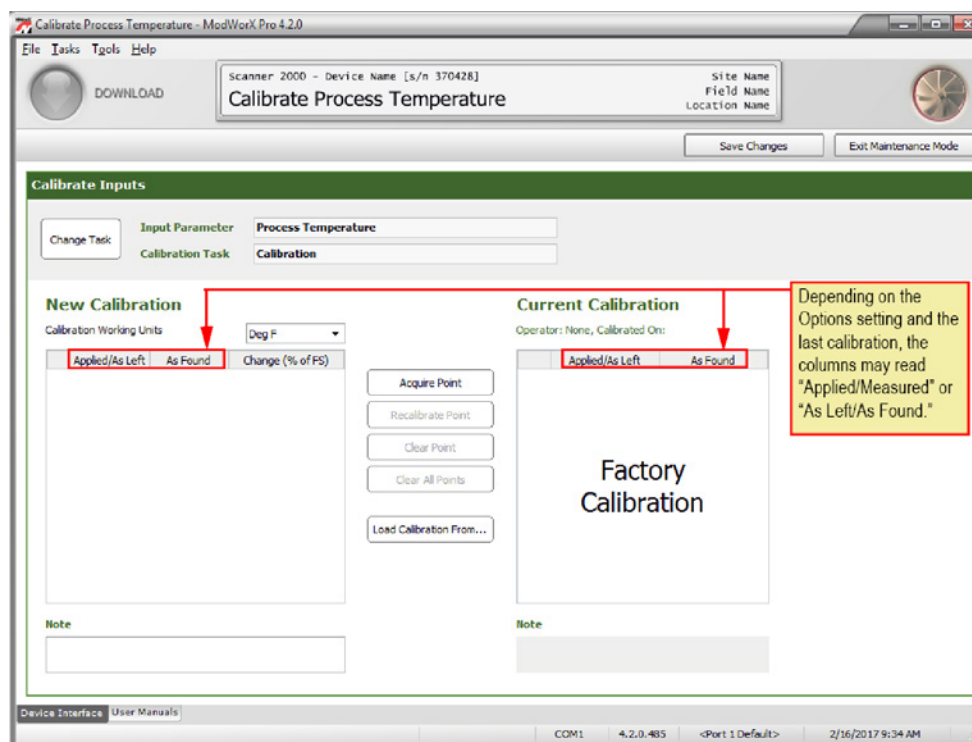 Calibrate Process Temperature - ModWorX Pro 4.2.0
File Tasks Tools Help
DOWNLOAD
Scanner 2000 - Device Name [s/n 370428]
Calibrate Process Temperature
Site Name
Field Name
Location Name
Save Changes
Exit Maintenance Mode
Calibrate Inputs
Change Task
Input Parameter
Process Temperature
Calibration Task
Calibration
New Calibration
Calibration Working Units
Deg F
Applied/As Left
As Found
Change (% of FS)
Acquire Point
Recalibrate Point
Clear Point
Clear All Points
Load Calibration From...
Note
Current Calibration
Operator: None, Calibrated On:
Applied/As Left
As Found
Factory
Calibration
Note
Depending on the
Options setting and the
last calibration, the
columns may read
“Applied/Measured” or
“As Left/As Found.”
Device Interface
User Manuals
COM1
4.2.0.485
<Port 1 Default>
2/16/2017 9:34 AM